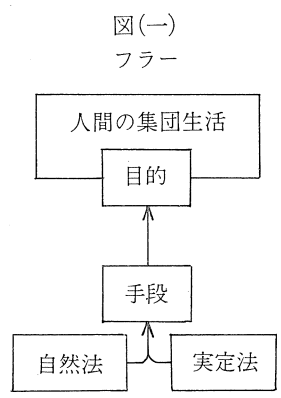 図(一)
フラー
人間の集団生活
目的
手段
自然法
実定法